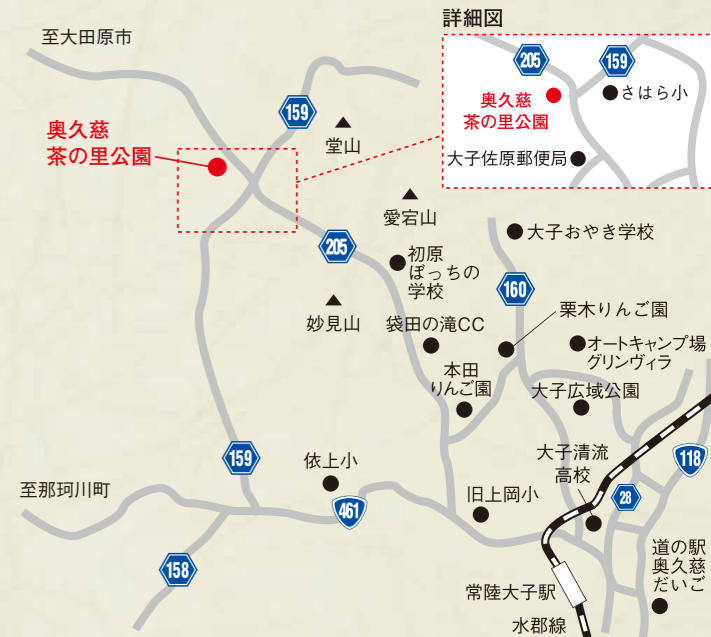 詳細図
至大田原市
205
159
奥久慈
茶の里公園
さはら小
大子佐原郵便局
159
堂山
奥久慈
茶の里公園
愛宕山
大子おやき学校
205
初原
ぼっちの
学校
160
栗木りんご園
妙見山
袋田の滝CC
オートキャンプ場
グリンヴィラ
本田
りんご園
大子広域公園
159
依上小
大子清流
高校
118
至那珂川町
461
旧上岡小
28
158
道の駅
奥久慈
だいご
常陸大子駅
水郡線